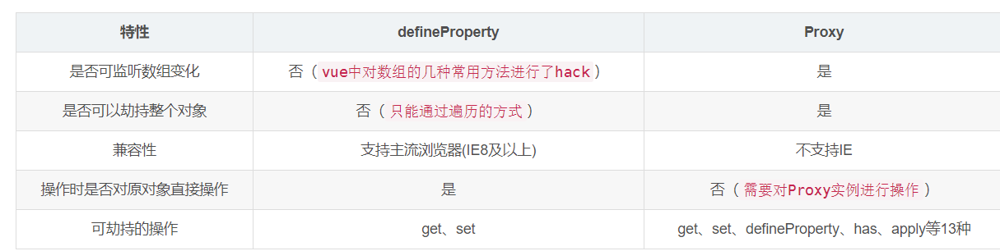 特性 defineProperty Proxy
是否可监听数组变化 否（vue中对数组的几种常用方法进行了hack） 是
是否可以劫持整个对象 否（只能通过遍历的方式） 是
兼容性 支持主流浏览器(IE8及以上) 不支持IE
操作时是否对原对象直接操作 是 否（需要对Proxy实例进行操作）
可劫持的操作 get、set get、set、defineProperty、has、apply等13种